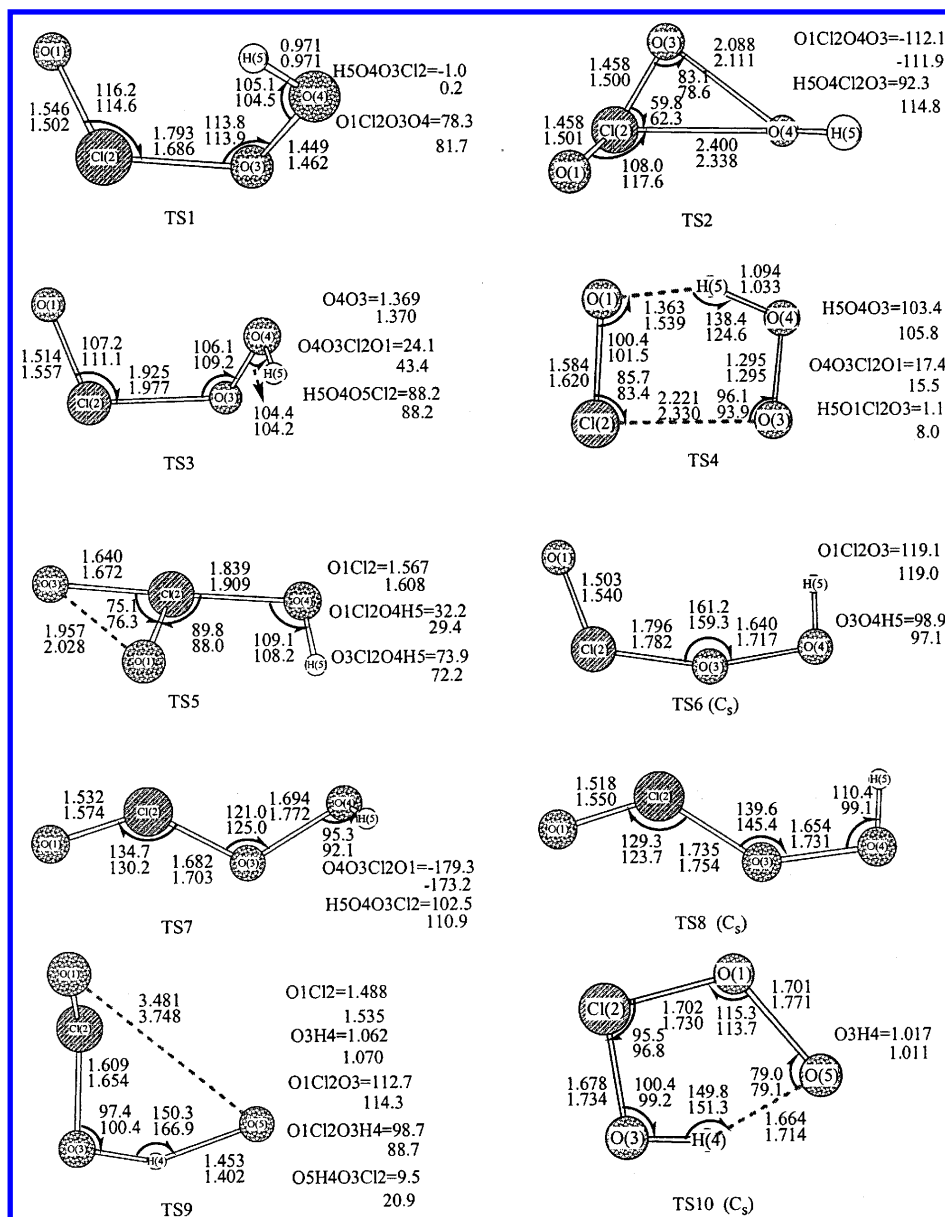 O(1)
0.971
0.971
H(5)
H5O4O3Cl2=-1.0
0.2
105.1
104.5
O(4)
116.2
114.6
1.546
1.502
113.8
113.9
O1Cl2O3O4=78.3
81.7
1.793
1.686
1.449
1.462
Cl(2)
O(3)
TS1
O(3)
2.088
2.111
O1Cl2O4O3=-112.1
-111.9
1.458
1.500
83.1
78.6
H5O4Cl2O3=92.3
114.8
59.8
62.3
1.458
1.501
Cl(2)
O(4)
H(5)
2.400
2.338
108.0
117.6
O(1)
TS2
O(1)
O4O3=1.369
1.370
O(4)
107.2
111.1
106.1
109.2
O4O3Cl2O1=24.1
43.4
1.514
1.557
1.925
1.977
H(5)
H5O4O5Cl2=88.2
88.2
Cl(2)
O(3)
104.4
104.2
TS3
O(1)
H(5)
1.094
1.033
1.363
1.539
O(4)
H5O4O3=103.4
105.8
138.4
124.6
100.4
101.5
1.584
1.620
1.295
1.295
O4O3Cl2O1=17.4
15.5
85.7
83.4
2.221
2.330
96.1
93.9
H5O1Cl2O3=1.1
8.0
Cl(2)
O(3)
TS4
1.640
1.672
1.839
1.909
O1Cl2=1.567
1.608
O(3)
Cl(2)
O(4)
75.1
76.3
O1Cl2O4H5=32.2
29.4
1.957
2.028
89.8
88.0
109.1
108.2
O3Cl2O4H5=73.9
72.2
O(1)
H(5)
TS5
O(1)
O1Cl2O3=119.1
119.0
H(5)
1.503
1.540
161.2
159.3
1.796
1.782
1.640
1.717
O3O4H5=98.9
97.1
Cl(2)
O(3)
O(4)
TS6 (Cs)
1.532
1.574
Cl(2)
1.694
1.772
O(4)
H(5)
121.0
125.0
95.3
92.1
O(1)
134.7
130.2
1.682
1.703
O(3)
O4O3Cl2O1=-179.3
-173.2
H5O4O3Cl2=102.5
110.9
TS7
1.518
1.550
Cl(2)
H(5)
110.4
99.1
139.6
145.4
1.654
1.731
O(1)
129.3
123.7
1.735
1.754
O(3)
O(4)
TS8 (Cs)
O(1)
3.481
3.748
O1Cl2=1.488
1.535
Cl(2)
O3H4=1.062
1.070
1.609
1.654
O1Cl2O3=112.7
114.3
97.4
100.4
150.3
166.9
O(5)
O1Cl2O3H4=98.7
88.7
O(3)
H(4)
1.453
1.402
O5H4O3Cl2=9.5
20.9
TS9
O(1)
1.701
1.771
Cl(2)
1.702
1.730
115.3
113.7
95.5
96.8
O3H4=1.017
1.011
79.0
79.1
O(5)
1.678
1.734
100.4
99.2
149.8
151.3
1.664
1.714
O(3)
H(4)
TS10 (Cs)